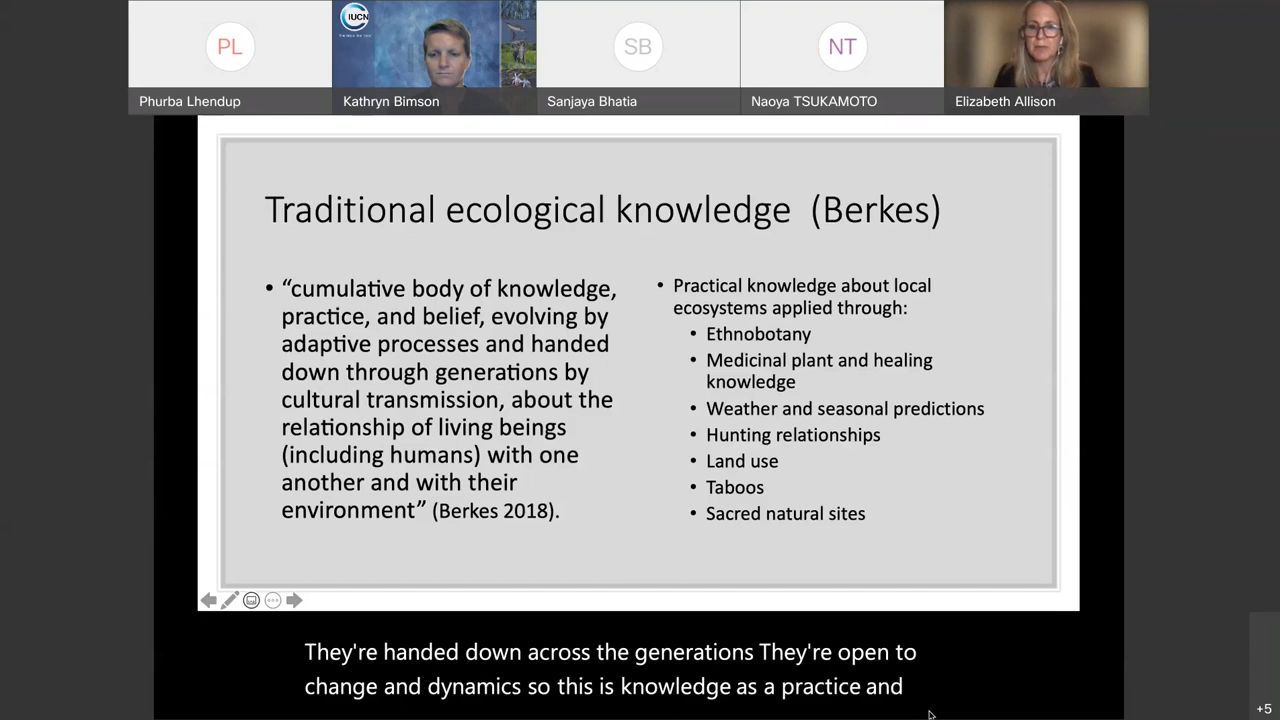 PL
IUCN
SB
NT
Phurba Lhendup
Kathryn Bimson
Sanjaya Bhatia
Naoya TSUKAMOTO
Elizabeth Allison
Traditional ecological knowledge (Berkes)
• “cumulative body of knowledge,
practice, and belief, evolving by
adaptive processes and handed
down through generations by
cultural transmission, about the
relationship of living beings
(including humans) with one
another and with their
environment” (Berkes 2018).
• Practical knowledge about local
ecosystems applied through:
• Ethnobotany
• Medicinal plant and healing
knowledge
• Weather and seasonal predictions
• Hunting relationships
• Land use
• Taboos
• Sacred natural sites
They're handed down across the generations They're open to
change and dynamics so this is knowledge as a practice and
+5